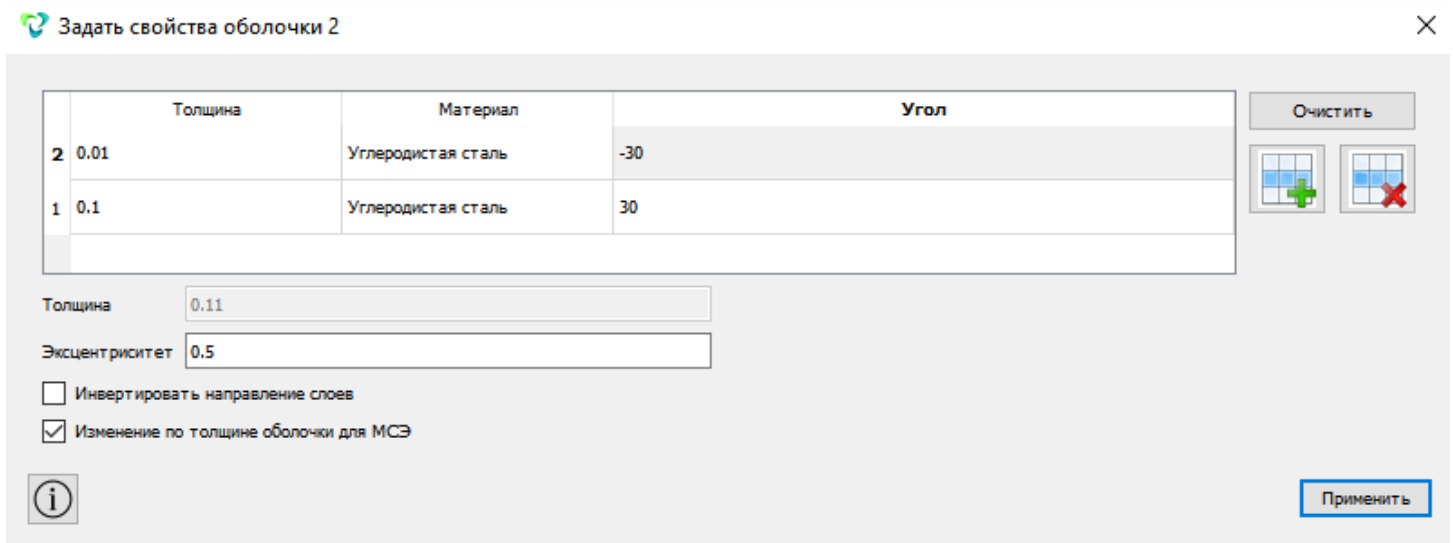 Задать свойства оболочки 2
Толщина Материал Угол Очистить
2 0.01 Углеродистая сталь -30
1 0.1 Углеродистая сталь 30
Толщина 0.11
Эксцентриситет 0.5
Инвертировать направление слоев
Изменение по толщине оболочки для МСЭ
Применить